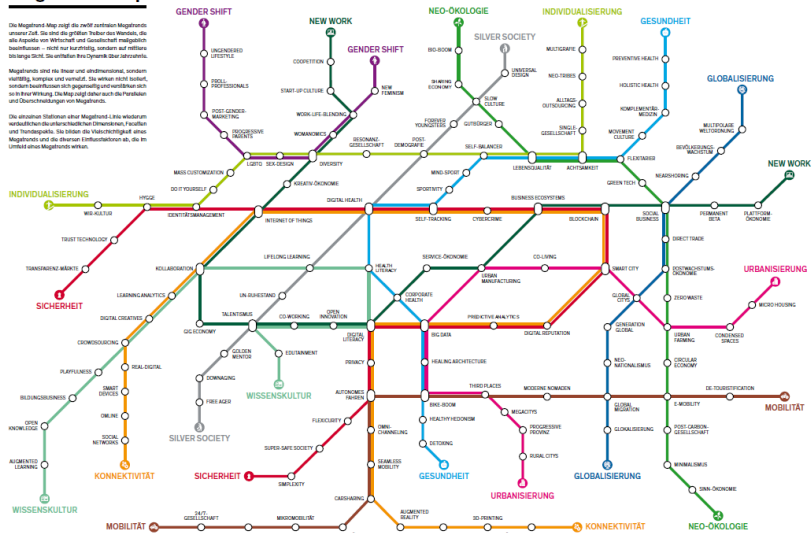 Die Megatrend-Map zeigt die zwölf zentralen Megatrends
unserer Zeit. Sie sind die größten Treiber des Wandels, die
alle Aspekte von Wirtschaft und Gesellschaft maßgeblich
beeinflussen – nicht nur kurzfristig, sondern auf mittlere
bis lange Sicht. Sie entfalten ihre Dynamik über Jahrzehnte.
Megatrends sind nie linear und eindimensional, sondern
vielfältig, komplex und vernetzt. Sie wirken nicht isoliert,
sondern beeinflussen sich gegenseitig und verstärken sich
so in ihrer Wirkung. Die Map zeigt daher auch die Parallelen
und Überschneidungen von Megatrends.
Die einzelnen Stationen einer Megatrend-Linie wiederum
verdeutlichen die unterschiedlichen Dimensionen, Facetten
und Trendaspekte. Sie bilden die Vielschichtigkeit eines
Megatrends und die diversen Einflussfaktoren ab, die im
Umfeld eines Megatrends wirken.
GENDER SHIFT
NEW WORK
NEO-ÖKOLOGIE
INDIVIDUALISIERUNG
GESUNDHEIT
SILVER SOCIETY
GENDER SHIFT
GLOBALISIERUNG
UNGENDERED
LIFESTYLE
COOPETITION
BIO-BOOM
MULTIGRAFIE
PREVENTIVE HEALTH
PROLL-
PROFESSIONALS
START-UP CULTURE
NEW
FEMINISM
SHARING
ECONOMY
UNIVERSAL
DESIGN
NEO-TRIBES
HOLISTIC HEALTH
POST-GENDER-
MARKETING
WORK-LIFE-BLENDING
SLOW
CULTURE
ALLTAGS-
OUTSOURCING
KOMPLEMENTÄR-
MEDIZIN
MULTIPOLARE
WELTORDNUNG
PROGRESSIVE
PARENTS
WOMANOMICS
FOREVER
YOUNGSTERS
GUTBÜRGER
SINGLE-
GESELLSCHAFT
MOVEMENT
CULTURE
BEVÖLKERUNGS-
WACHSTUM
LGBTQ
SEX-DESIGN
DIVERSITY
RESONANZ-
GESELLSCHAFT
POST-
DEMOGRAFIE
SELF-BALANCER
LEBENSQUALITÄT
ACHTSAMKEIT
FLEXITARIER
NEW WORK
MASS CUSTOMIZATION
DO IT YOURSELF
KREATIV-ÖKONOMIE
MIND-SPORT
SPORTIVITY
GREEN TECH
NEARSHORING
INDIVIDUALISIERUNG
HYGGE
WIR-KULTUR
IDENTITÄTSMANAGEMENT
INTERNET OF THINGS
DIGITAL HEALTH
SELF-TRACKING
CYBERCRIME
BUSINESS ECOSYSTEMS
BLOCKCHAIN
SOCIAL
BUSINESS
PERMANENT
BETA
PLATTFORM-
ÖKONOMIE
TRUST TECHNOLOGY
DIRECT TRADE
TRANSPARENZ-MÄRKTE
KOLLABORATION
LIFELONG LEARNING
HEALTH
LITERACY
SERVICE-ÖKONOMIE
CO-LIVING
URBAN
MANUFACTURING
SMART CITY
POSTWACHSTUMS-
ÖKONOMIE
URBANISIERUNG
SICHERHEIT
LEARNING ANALYTICS
UN-RUHESTAND
CORPORATE
HEALTH
GLOBAL
CITYS
ZERO WASTE
MICRO HOUSING
DIGITAL CREATIVES
GIG ECONOMY
TALENTISMUS
CO-WORKING
OPEN
INNOVATION
DIGITAL
LITERACY
BIG DATA
PREDICTIVE ANALYTICS
DIGITAL REPUTATION
GENERATION
GLOBAL
URBAN
FARMING
CONDENSED
SPACES
CROWDSOURCING
GOLDEN
MENTOR
EDUTAINMENT
PRIVACY
HEALING ARCHITECTURE
NEO-
NATIONALISMUS
CIRCULAR
ECONOMY
PLAYFULNESS
REAL-DIGITAL
DOWNAGING
WISSENSKULTUR
BILDUNGSBUSINESS
SMART
DEVICES
FREE AGER
AUTONOMES
FAHREN
BIKE-BOOM
THIRD PLACES
MODERNE NOMADEN
GLOBAL
MIGRATION
E-MOBILITY
DE-TOURISTIFICATION
MOBILITÄT
OPEN
KNOWLEDGE
ONLINE
SILVER SOCIETY
FLEXICURITY
OMNI-
CHANNELING
HEALTHY HEDONISM
MEGACITYS
PROGRESSIVE
PROVINZ
GLOKALISIERUNG
POST-CARBON-
GESELLSCHAFT
SOCIAL
NETWORKS
SUPER-SAFE SOCIETY
DETOXING
AUGMENTED
LEARNING
KONNEKTIVITÄT
SICHERHEIT
SIMPLEXITY
SEAMLESS
MOBILITY
GESUNDHEIT
RURAL CITYS
GLOBALISIERUNG
MINIMALISMUS
URBANISIERUNG
SINN-ÖKONOMIE
WISSENSKULTUR
CARSHARING
MOBILITÄT
24/7-
GESELLSCHAFT
MIKROMOBILITÄT
AUGMENTED
REALITY
3D-PRINTING
KONNEKTIVITÄT
NEO-ÖKOLOGIE